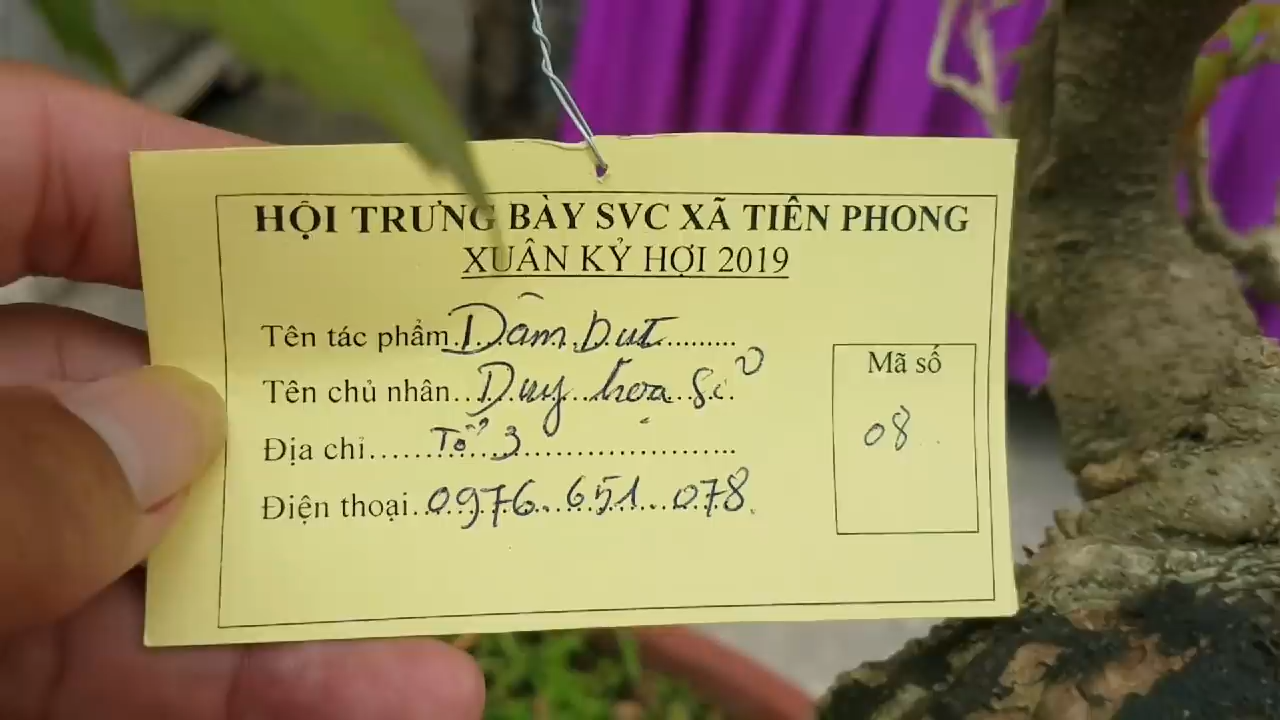 HỘI TRƯNG BÀY SVC XÃ TIÊN PHONG
XUÂN KỶ HỢI 2019
Tên tác phẩm Dâm Dut
Tên chủ nhân Duy họa Sĩ
Địa chỉ Tổ 3
Điện thoại 0976 651 078
Mã số
08